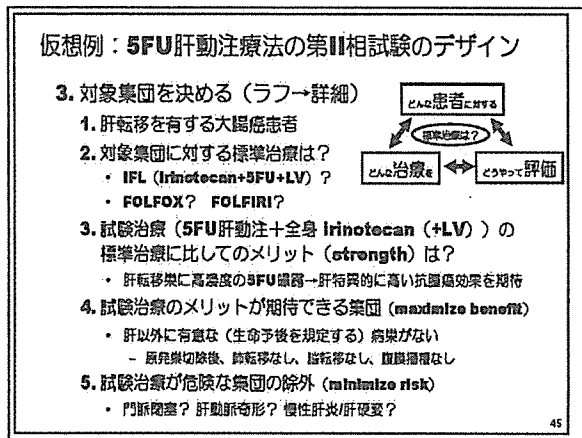 仮想例：5FU肝動注療法の第II相試験のデザイン
3. 対象集団を決める（ラフ→詳細）
1. 肝転移を有する大腸癌患者
2. 対象集団に対する標準治療は？
• IFL (Irinotecan+5FU+LV) ？
• FOLFOX？ FOLFIRI？
どんな患者に対する
標準治療は？
どんな治療を
どうやって評価
3. 試験治療（5FU肝動注＋全身 Irinotecan（+LV））の
標準治療に比してのメリット（strength）は？
• 肝転移巣に高濃度の5FU曝露→肝特異的に高い抗腫瘍効果を期待
4. 試験治療のメリットが期待できる集団 (maximize benefit)
• 肝以外に有意な（生命予後を規定する）病巣がない
– 原発巣切除後、肺転移なし、脳転移なし、腹膜播種なし
5. 試験治療が危険な集団の除外 (minimize risk)
• 門脈閉塞？ 肝動脈奇形？ 慢性肝炎/肝硬変？
45